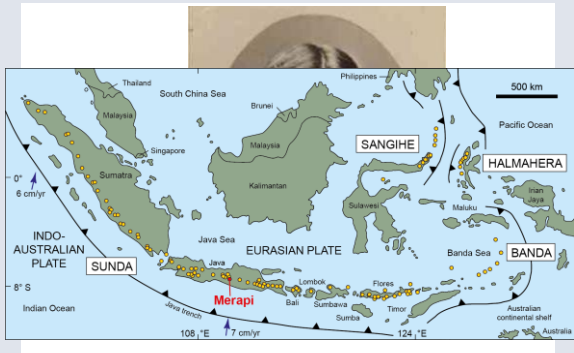 Philippines
500 km
Thailand
South China Sea
Brunei
Pacific Ocean
Malaysia
SANGIHE
Malaysia
HALMAHERA
Singapore
Sumatra
Kalimantan
Irian
Jaya
Maluku
0°
6 cm/yr
Sulawesi
INDO-
AUSTRALIAN
PLATE
Java Sea
EURASIAN PLATE
Banda Sea
BANDA
SUNDA
Java
Lombok
Flores
8° S
Merapi
Bali
Sumbawa
Timor
Indian Ocean
Java trench
Sumba
Australian
continental shelf
108 °E
7 cm/yr
124 °E
Australia